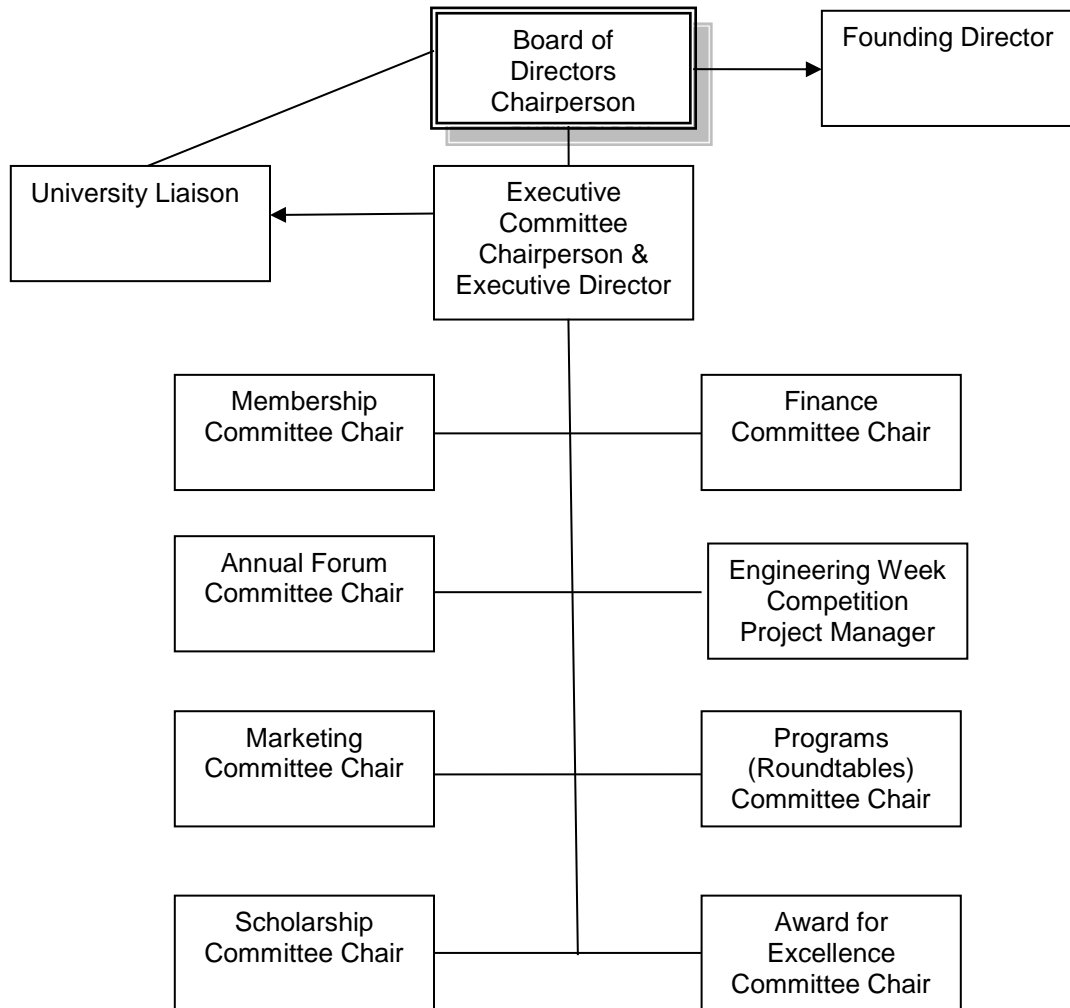 Board of
Directors
Chairperson
Founding Director
University Liaison
Executive
Committee
Chairperson &
Executive Director
Membership
Committee Chair
Finance
Committee Chair
Annual Forum
Committee Chair
Engineering Week
Competition
Project Manager
Marketing
Committee Chair
Programs
(Roundtables)
Committee Chair
Scholarship
Committee Chair
Award for
Excellence
Committee Chair